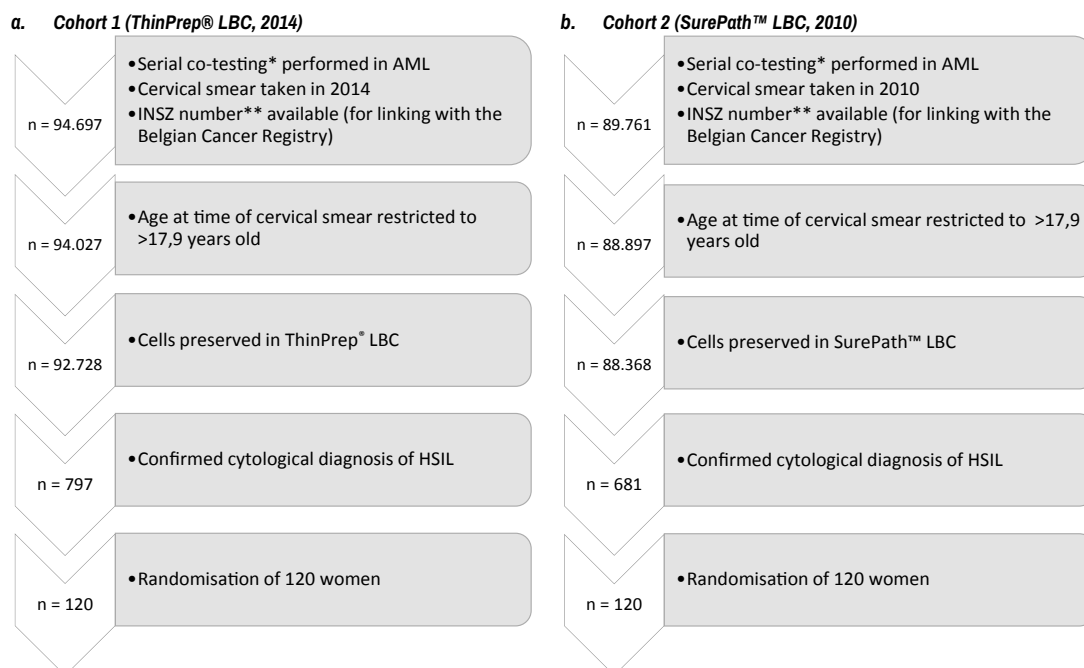 a. Cohort 1 (ThinPrep® LBC, 2014)
n = 94.697
•Serial co-testing* performed in AML
•Cervical smear taken in 2014
•INSZ number** available (for linking with the
Belgian Cancer Registry)
n = 94.027
•Age at time of cervical smear restricted to
>17,9 years old
n = 92.728
•Cells preserved in ThinPrep® LBC
n = 797
•Confirmed cytological diagnosis of HSIL
n = 120
•Randomisation of 120 women
b. Cohort 2 (SurePath™ LBC, 2010)
n = 89.761
•Serial co-testing* performed in AML
•Cervical smear taken in 2010
•INSZ number** available (for linking with the
Belgian Cancer Registry)
n = 88.897
•Age at time of cervical smear restricted to >17,9
years old
n = 88.368
•Cells preserved in SurePath™ LBC
n = 681
•Confirmed cytological diagnosis of HSIL
n = 120
•Randomisation of 120 women